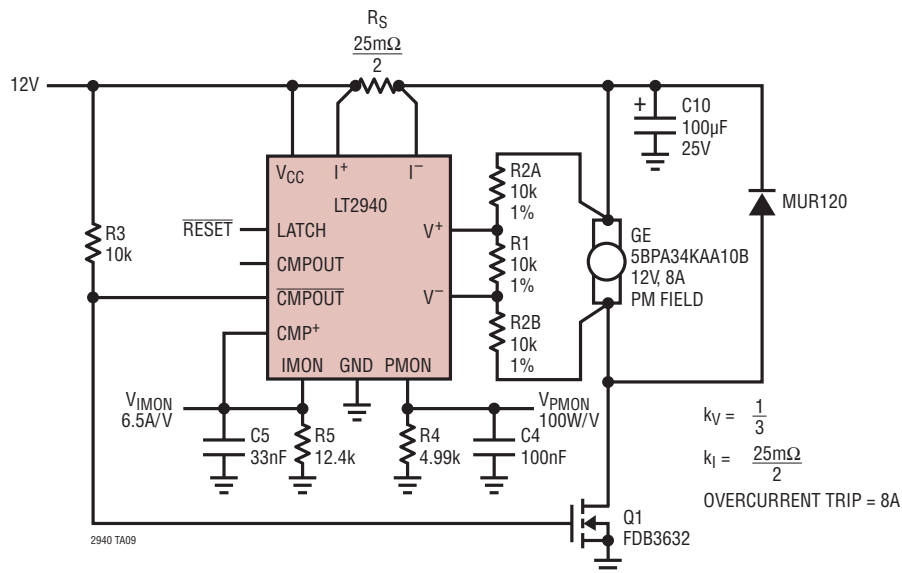 R_S
25mΩ
2
12V
+
C10
100µF
25V
V_CC
I⁺
I⁻
LT2940
R2A
10k
1%
MUR120
R3
10k
RESET
LATCH
V⁺
R1
10k
1%
GE
5BPA34KAA10B
12V, 8A
PM FIELD
CMPOUT
CMPOUT
V⁻
CMP⁺
R2B
10k
1%
IMON
GND
PMON
V_IMON
6.5A/V
V_PMON
100W/V
C5
33nF
R5
12.4k
R4
4.99k
C4
100nF
k_V = 1/3
k_I = 25mΩ/2
OVERCURRENT TRIP = 8A
Q1
FDB3632
2940 TA09